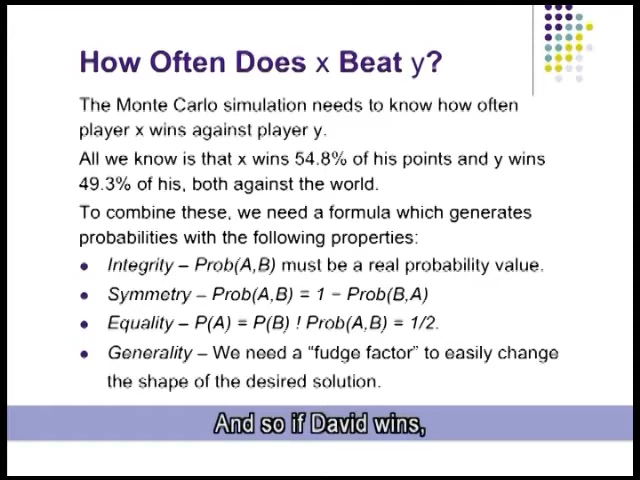 How Often Does x Beat y?
The Monte Carlo simulation needs to know how often
player x wins against player y.
All we know is that x wins 54.8% of his points and y wins
49.3% of his, both against the world.
To combine these, we need a formula which generates
probabilities with the following properties:
• Integrity – Prob(A,B) must be a real probability value.
• Symmetry – Prob(A,B) = 1 − Prob(B,A)
• Equality – P(A) = P(B) ! Prob(A,B) = 1/2.
• Generality – We need a “fudge factor” to easily change
the shape of the desired solution.
And so if David wins,